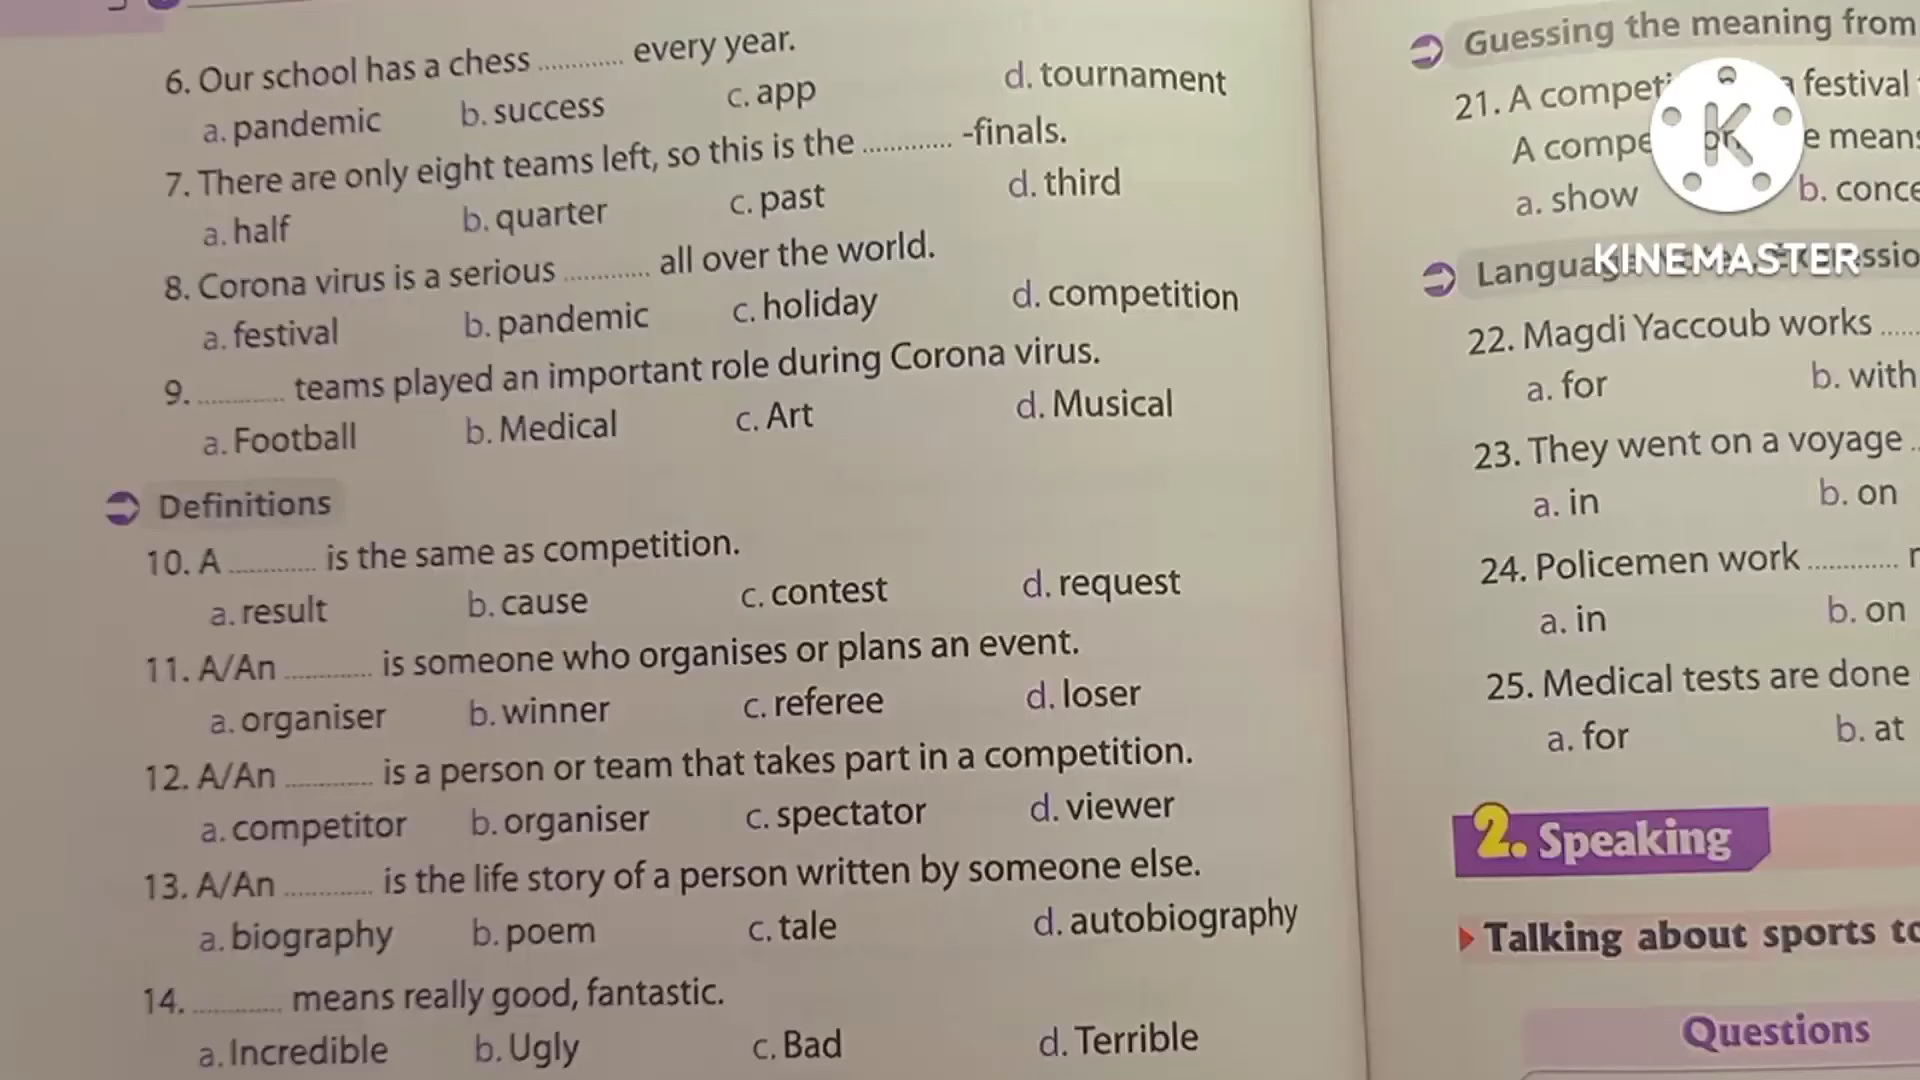 6. Our school has a chess ............ every year.
a. pandemic b. success c. app d. tournament
7. There are only eight teams left, so this is the ............ -finals.
a. half b. quarter c. past d. third
8. Corona virus is a serious ............ all over the world.
a. festival b. pandemic c. holiday d. competition
9. ............ teams played an important role during Corona virus.
a. Football b. Medical c. Art d. Musical
Definitions
10. A ............ is the same as competition.
a. result b. cause c. contest d. request
11. A/An ............ is someone who organises or plans an event.
a. organiser b. winner c. referee d. loser
12. A/An ............ is a person or team that takes part in a competition.
a. competitor b. organiser c. spectator d. viewer
13. A/An ............ is the life story of a person written by someone else.
a. biography b. poem c. tale d. autobiography
14. ............ means really good, fantastic.
a. Incredible b. Ugly c. Bad d. Terrible
Guessing the meaning from
21. A festival
A
a. show b.
KINEMASTER
22. Magdi Yaccoub works ......
a. for b. with
23. They went on a voyage
a. in b. on
24. Policemen work ............
a. in b. on
25. Medical tests are done
a. for b. at
2. Speaking
Talking about sports
Questions